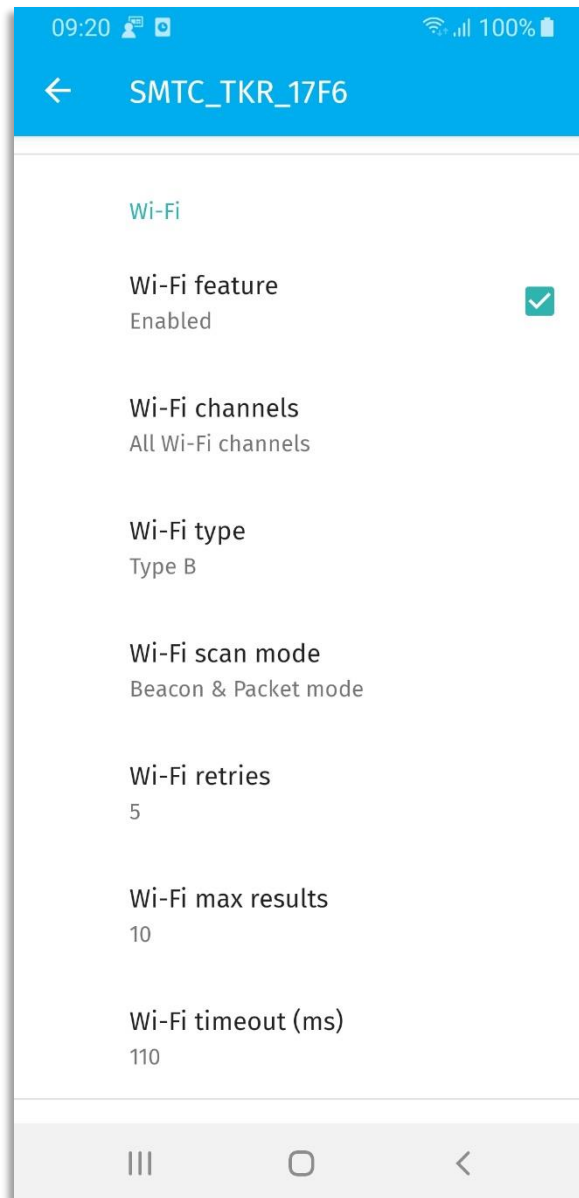 09:20 100%
SMTC_TKR_17F6
Wi-Fi
Wi-Fi feature
Enabled
Wi-Fi channels
All Wi-Fi channels
Wi-Fi type
Type B
Wi-Fi scan mode
Beacon & Packet mode
Wi-Fi retries
5
Wi-Fi max results
10
Wi-Fi timeout (ms)
110